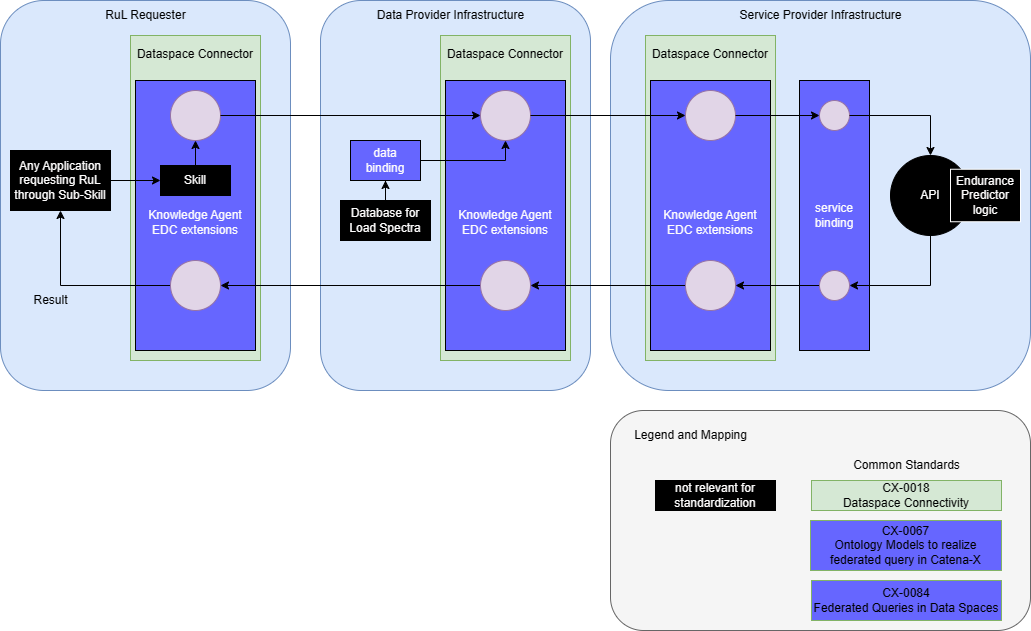 RuL Requester
Data Provider Infrastructure
Service Provider Infrastructure
Dataspace Connector
Dataspace Connector
Dataspace Connector
Any Application
requesting RuL
through Sub-Skill
Skill
Knowledge Agent
EDC extensions
Result
data
binding
Database for
Load Spectra
Knowledge Agent
EDC extensions
Knowledge Agent
EDC extensions
service
binding
API
Endurance
Predictor
logic
Legend and Mapping
Common Standards
not relevant for
standardization
CX-0018
Dataspace Connectivity
CX-0067
Ontology Models to realize
federated query in Catena-X
CX-0084
Federated Queries in Data Spaces